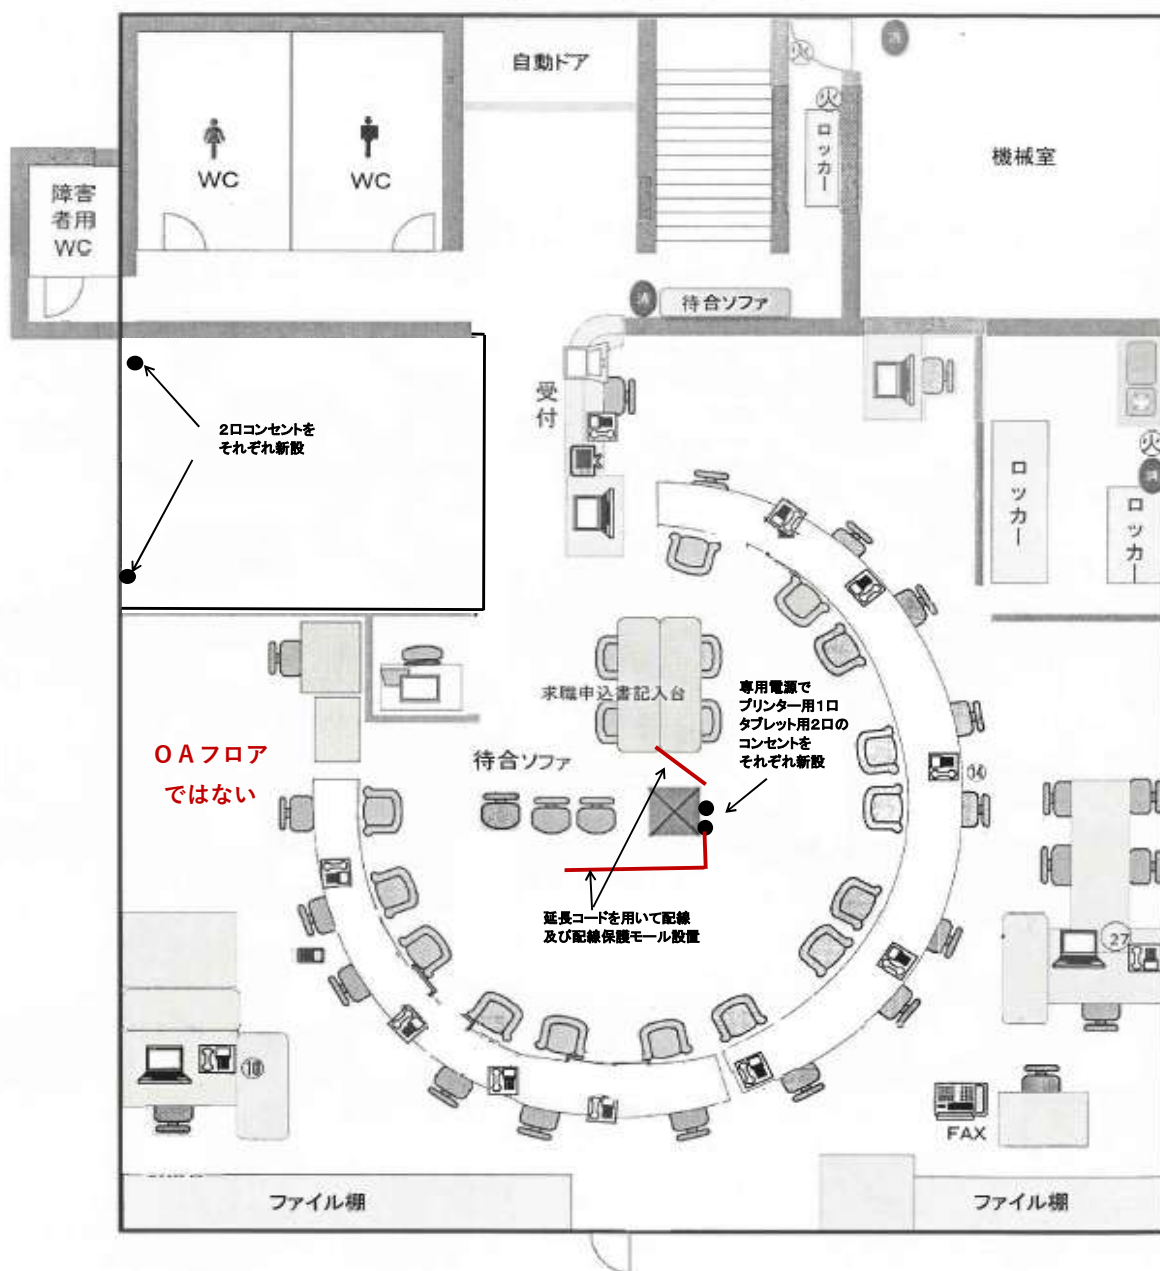 自動ドア
消
火
火
ロッカー
機械室
WC
WC
障害
者用
WC
消
待合ソファ
受付
2口コンセントを
それぞれ新設
火
消
ロッカー
ロッカー
求職申込書記入台
専用電源で
プリンター用1口
タブレット用2口の
コンセントを
それぞれ新設
OAフロア
ではない
待合ソファ
⑭
延長コードを用いて配線
及び配線保護モール設置
27
⑩
FAX
ファイル棚
ファイル棚